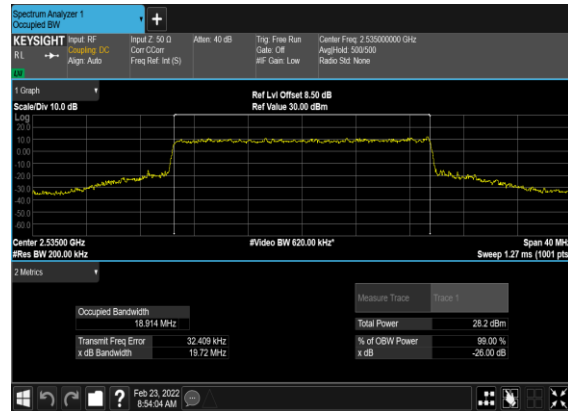 Spectrum Analyzer 1
Occupied BW
+
KEYSIGHT
RL
Input: RF
Coupling: DC
Align: Auto
Input Z: 50 Ω
Corr CCorr
Freq Ref: Int (S)
Atten: 40 dB
Trig: Free Run
Gate: Off
#IF Gain: Low
Center Freq: 2.535000000 GHz
Avg|Hold: 500/500
Radio Std: None
1 Graph
Scale/Div 10.0 dB
Ref Lvl Offset 8.50 dB
Ref Value 30.00 dBm
Log
20.0
10.0
0.00
-10.0
-20.0
-30.0
-40.0
-50.0
-60.0
Center 2.53500 GHz
#Res BW 200.00 kHz
#Video BW 620.00 kHz*
Span 40 MHz
Sweep 1.27 ms (1001 pts)
2 Metrics
Measure Trace Trace 1
Occupied Bandwidth
18.914 MHz
Total Power 28.2 dBm
Transmit Freq Error 32.409 kHz
% of OBW Power 99.00 %
x dB Bandwidth 19.72 MHz
x dB -26.00 dB
?
Feb 23, 2022
8:54:04 AM